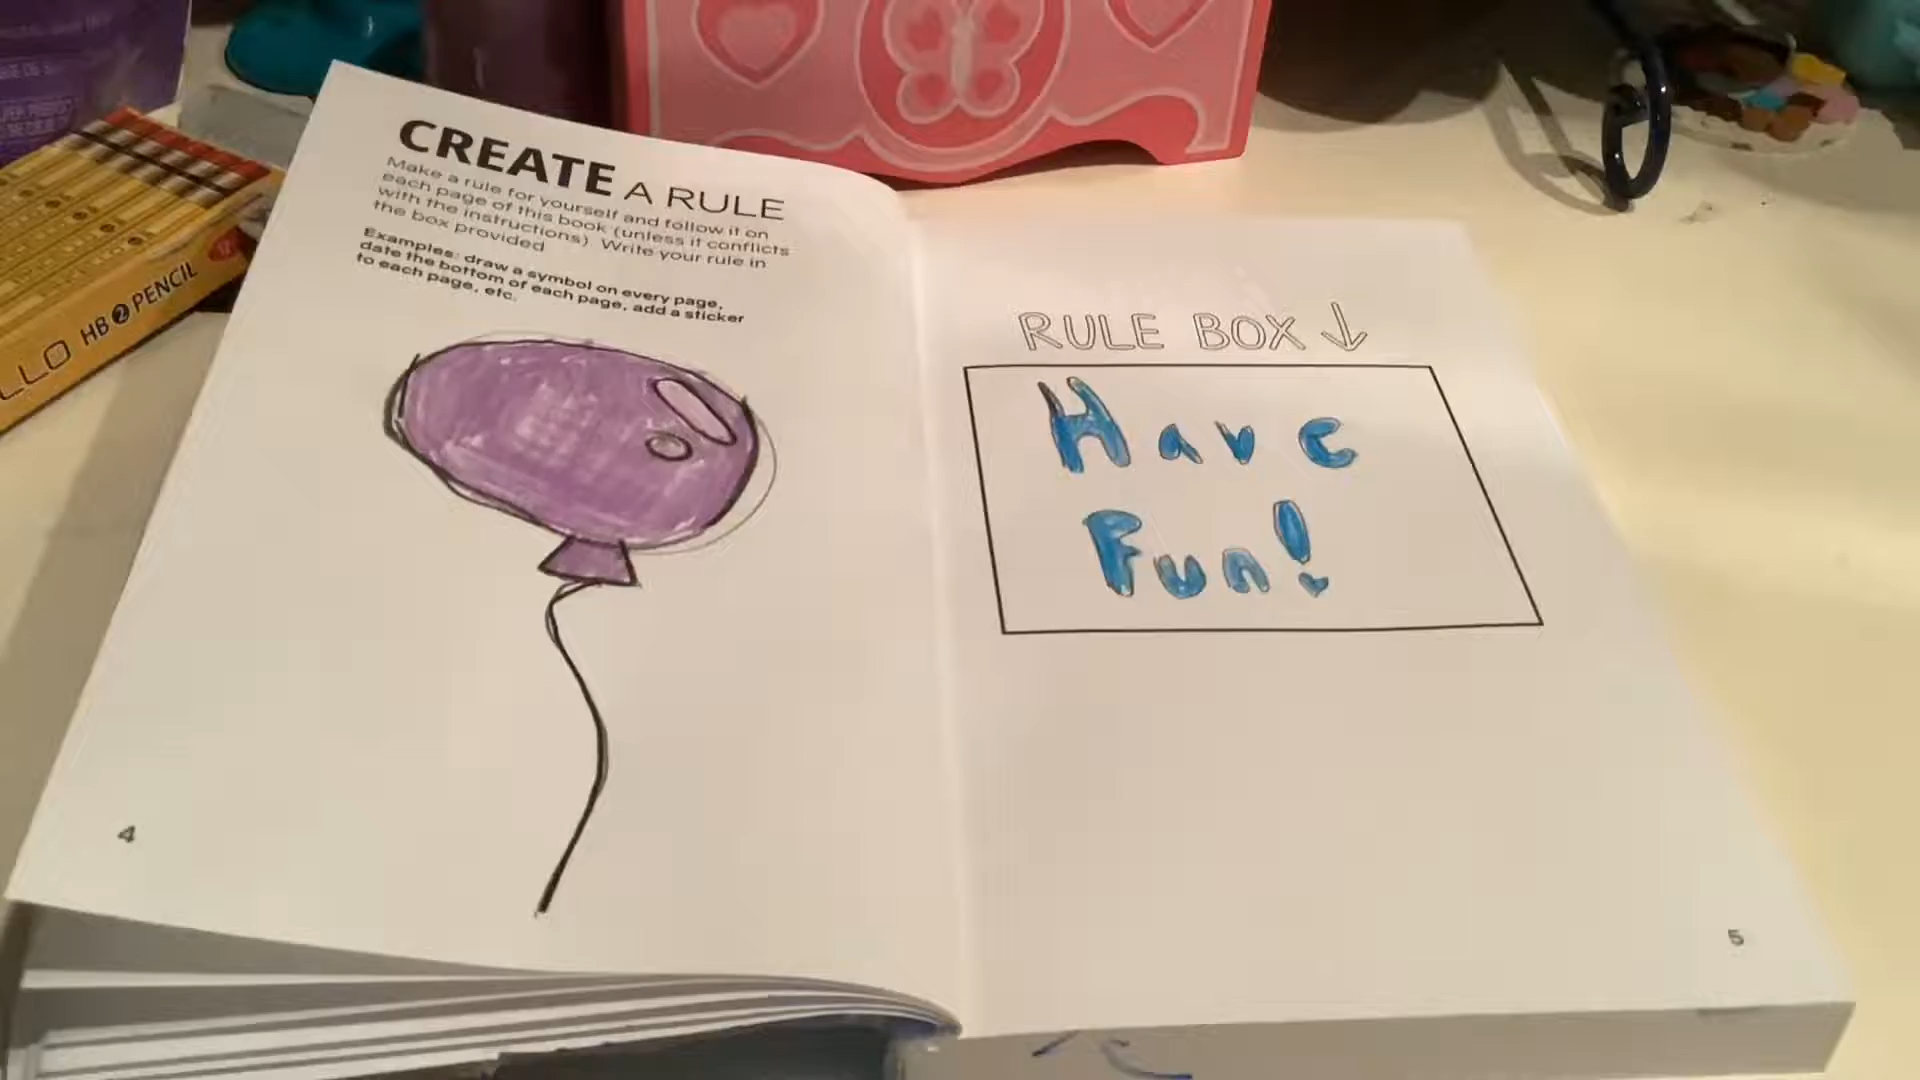 CREATE A RULE
Make a rule for yourself and follow it on
each page of this book (unless it conflicts
with the instructions). Write your rule in
the box provided
Examples: draw a symbol on every page,
date the bottom of each page, add a sticker
to each page, etc.
4
RULE BOX ↓
Have
Fun!
5
HB 2 PENCIL